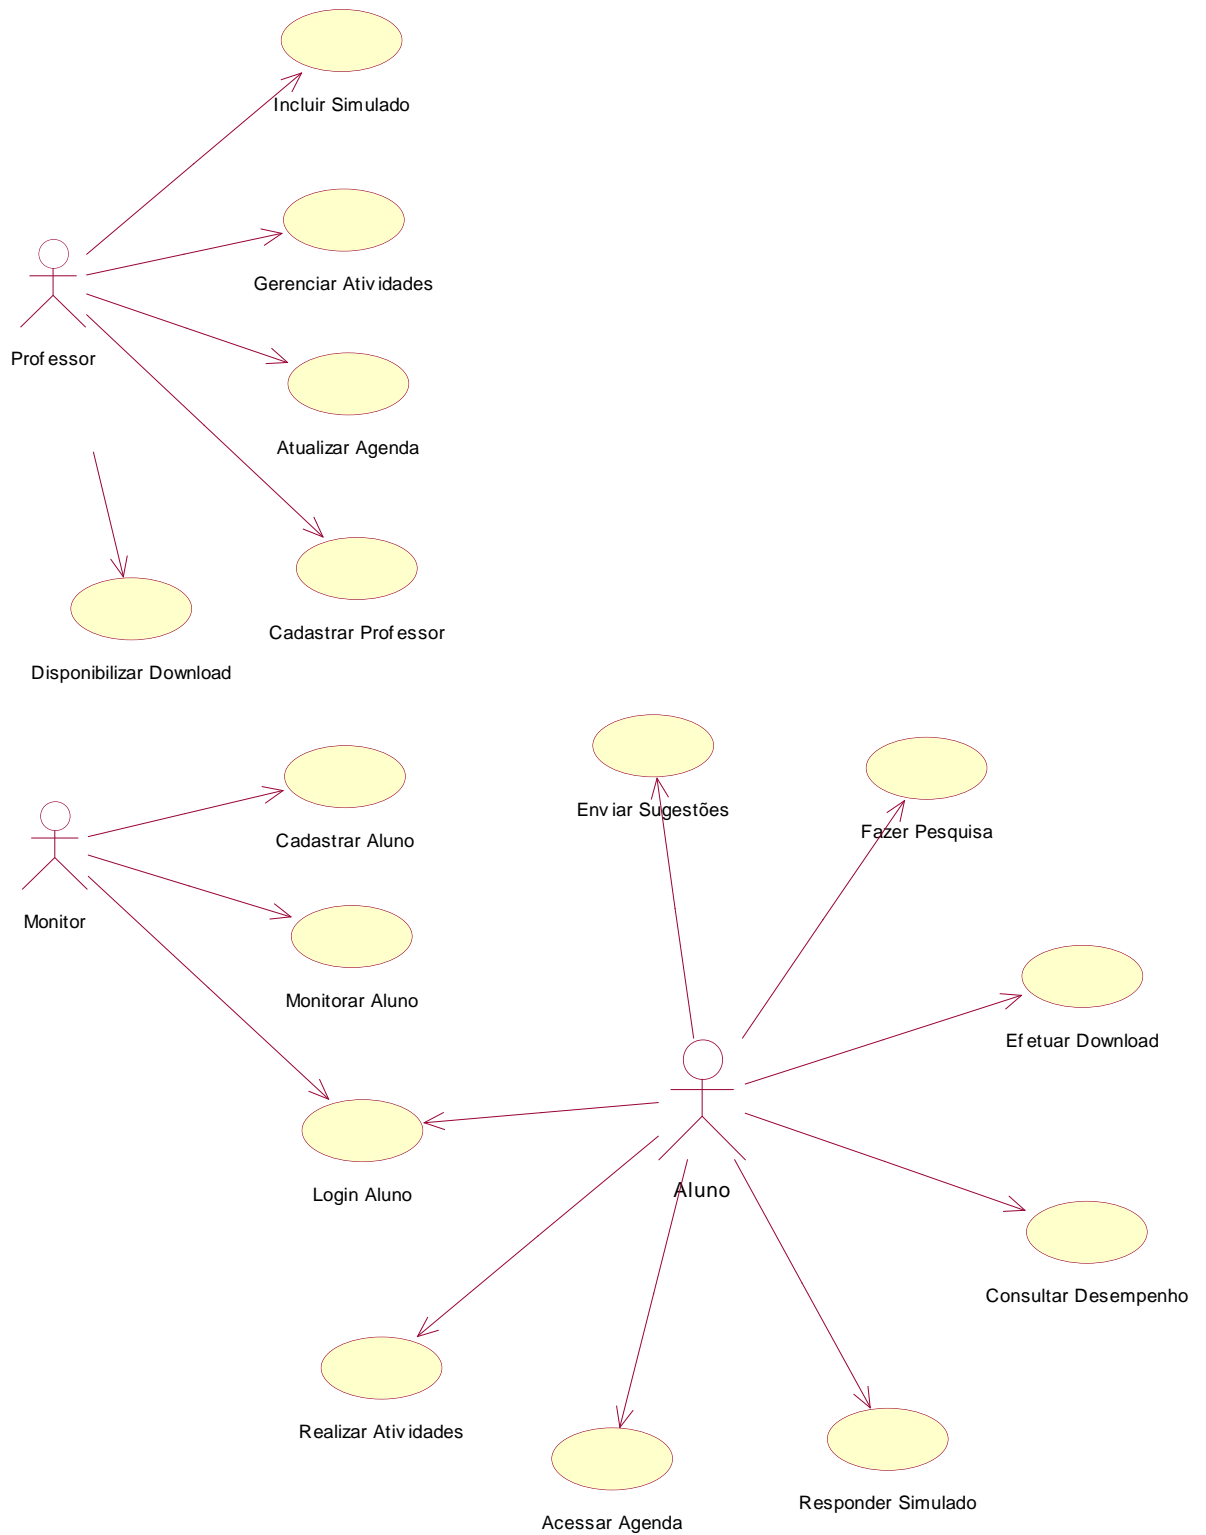 Incluir Simulado
Gerenciar Atividades
Professor
Atualizar Agenda
Cadastrar Professor
Disponibilizar Download
Enviar Sugestões
Fazer Pesquisa
Cadastrar Aluno
Monitor
Monitorar Aluno
Efetuar Download
Login Aluno
Aluno
Consultar Desempenho
Realizar Atividades
Responder Simulado
Acessar Agenda